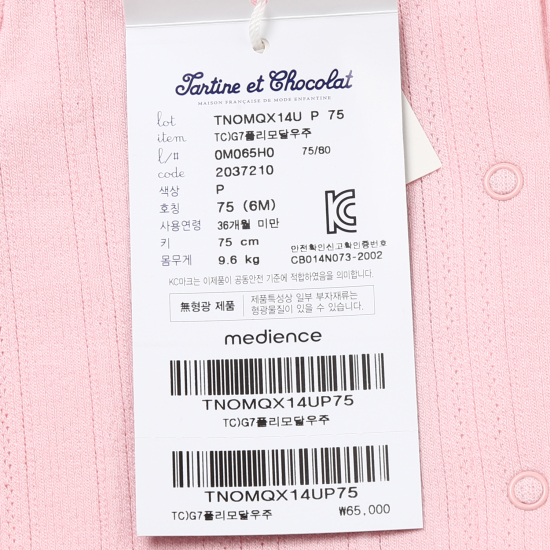 Tartine et Chocolat
MAISON FRANÇAISE DE MODE ENFANTINE
lot TNOMQX14U P 75
item TC)G7플리모달우주
l/# 0M065H0 75/80
code 2037210
색상 P
호칭 75 (6M)
사용연령 36개월 미만
키 75 cm
몸무게 9.6 kg
안전확인신고확인증번호
CB014N073-2002
KC마크는 이제품이 공통안전 기준에 적합하였음을 의미합니다.
無형광 제품
제품특성상 일부 부자재류는
형광물질이 있을 수 있습니다.
medience
TNOMQX14UP75
TC)G7플리모달우주
TNOMQX14UP75
TC)G7플리모달우주 ₩65,000